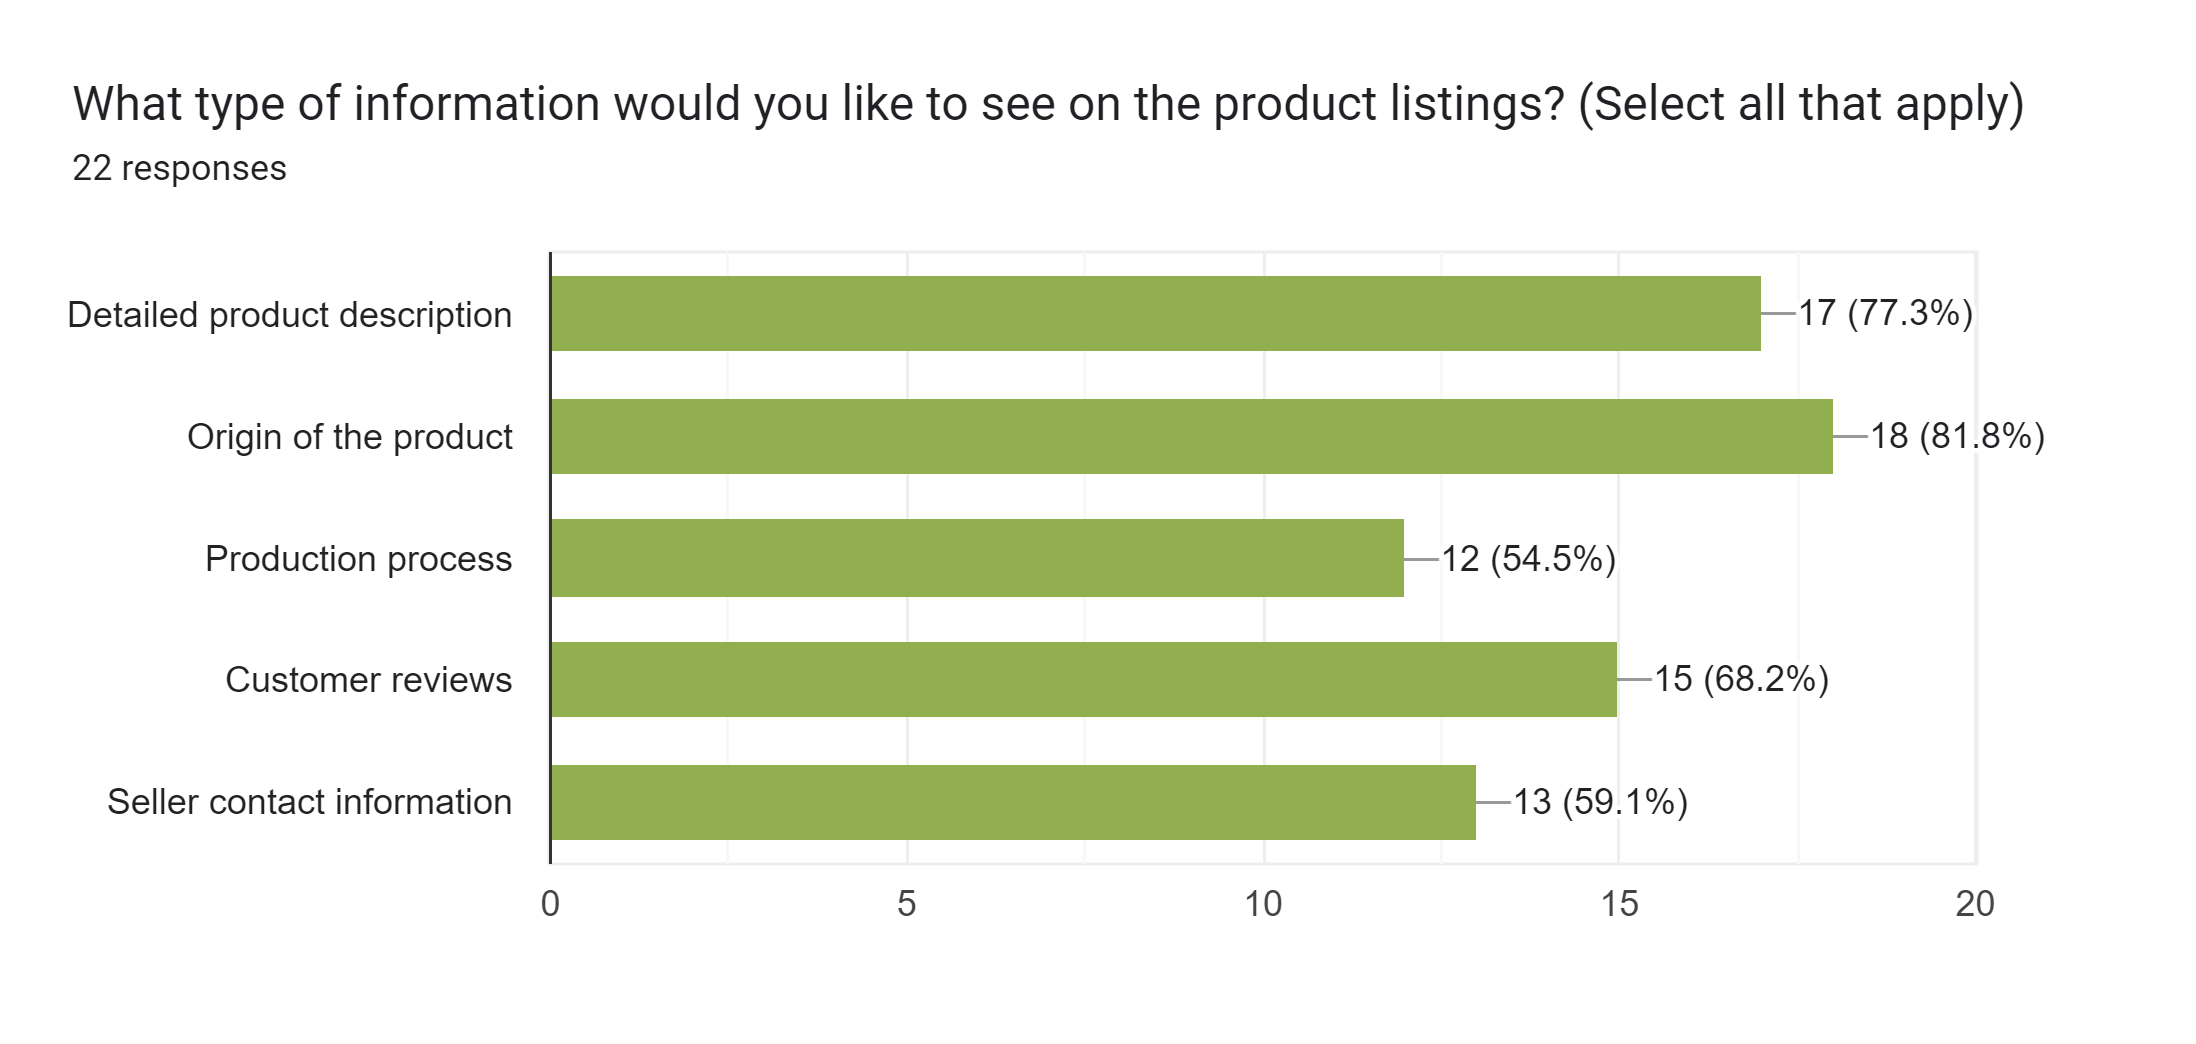 What type of information would you like to see on the product listings? (Select all that apply)
22 responses
Detailed product description
17 (77.3%)
Origin of the product
18 (81.8%)
Production process
12 (54.5%)
Customer reviews
15 (68.2%)
Seller contact information
13 (59.1%)
0 5 10 15 20